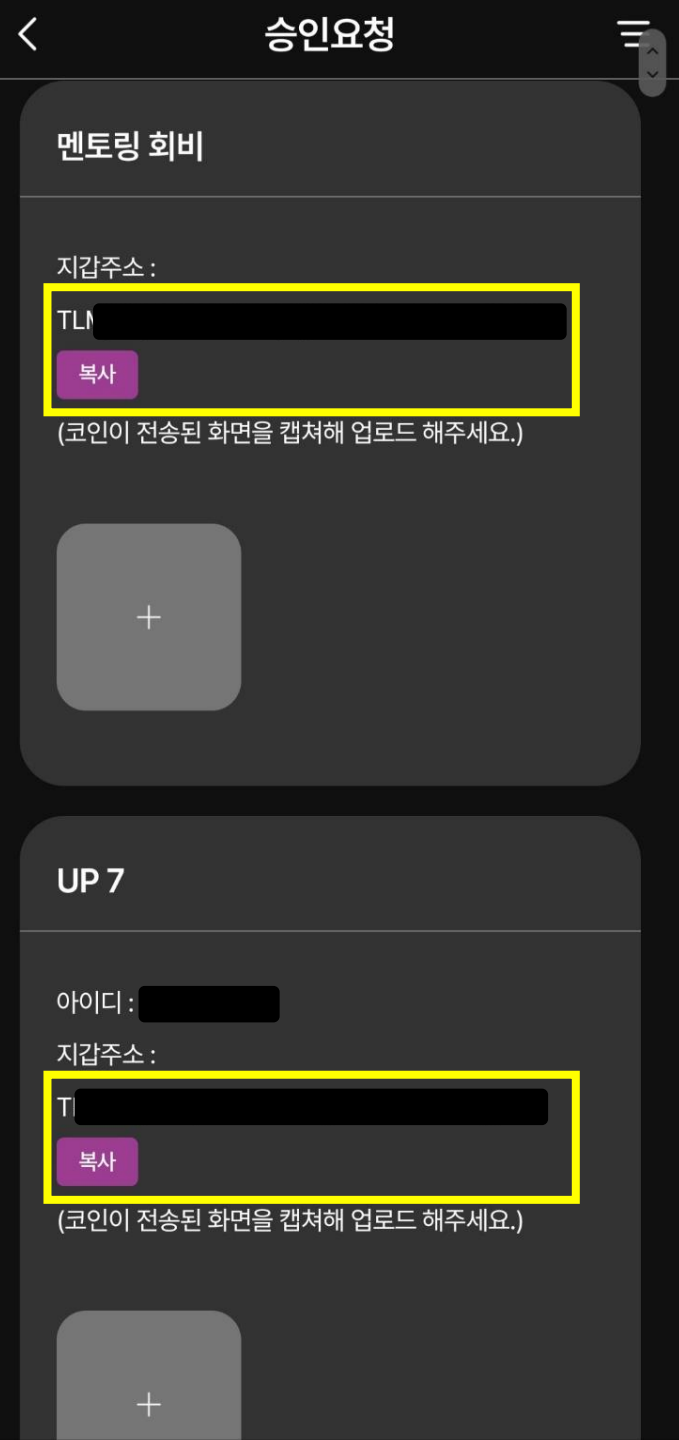 승인요청
멘토링 회비
지갑주소 :
복사
(코인이 전송된 화면을 캡쳐해 업로드 해주세요.)
+
UP 7
아이디 :
지갑주소 :
복사
(코인이 전송된 화면을 캡쳐해 업로드 해주세요.)
+